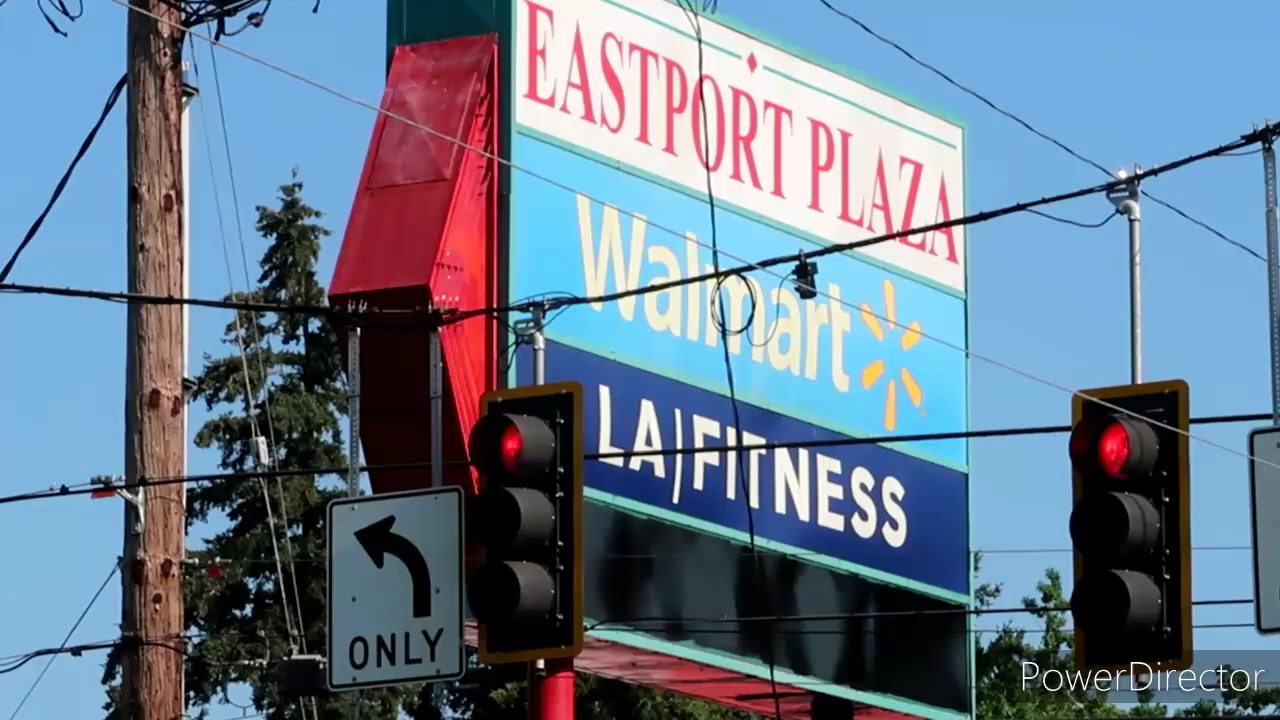 EASTPORT PLAZA
Walmart
LA|FITNESS
ONLY
PowerDirector